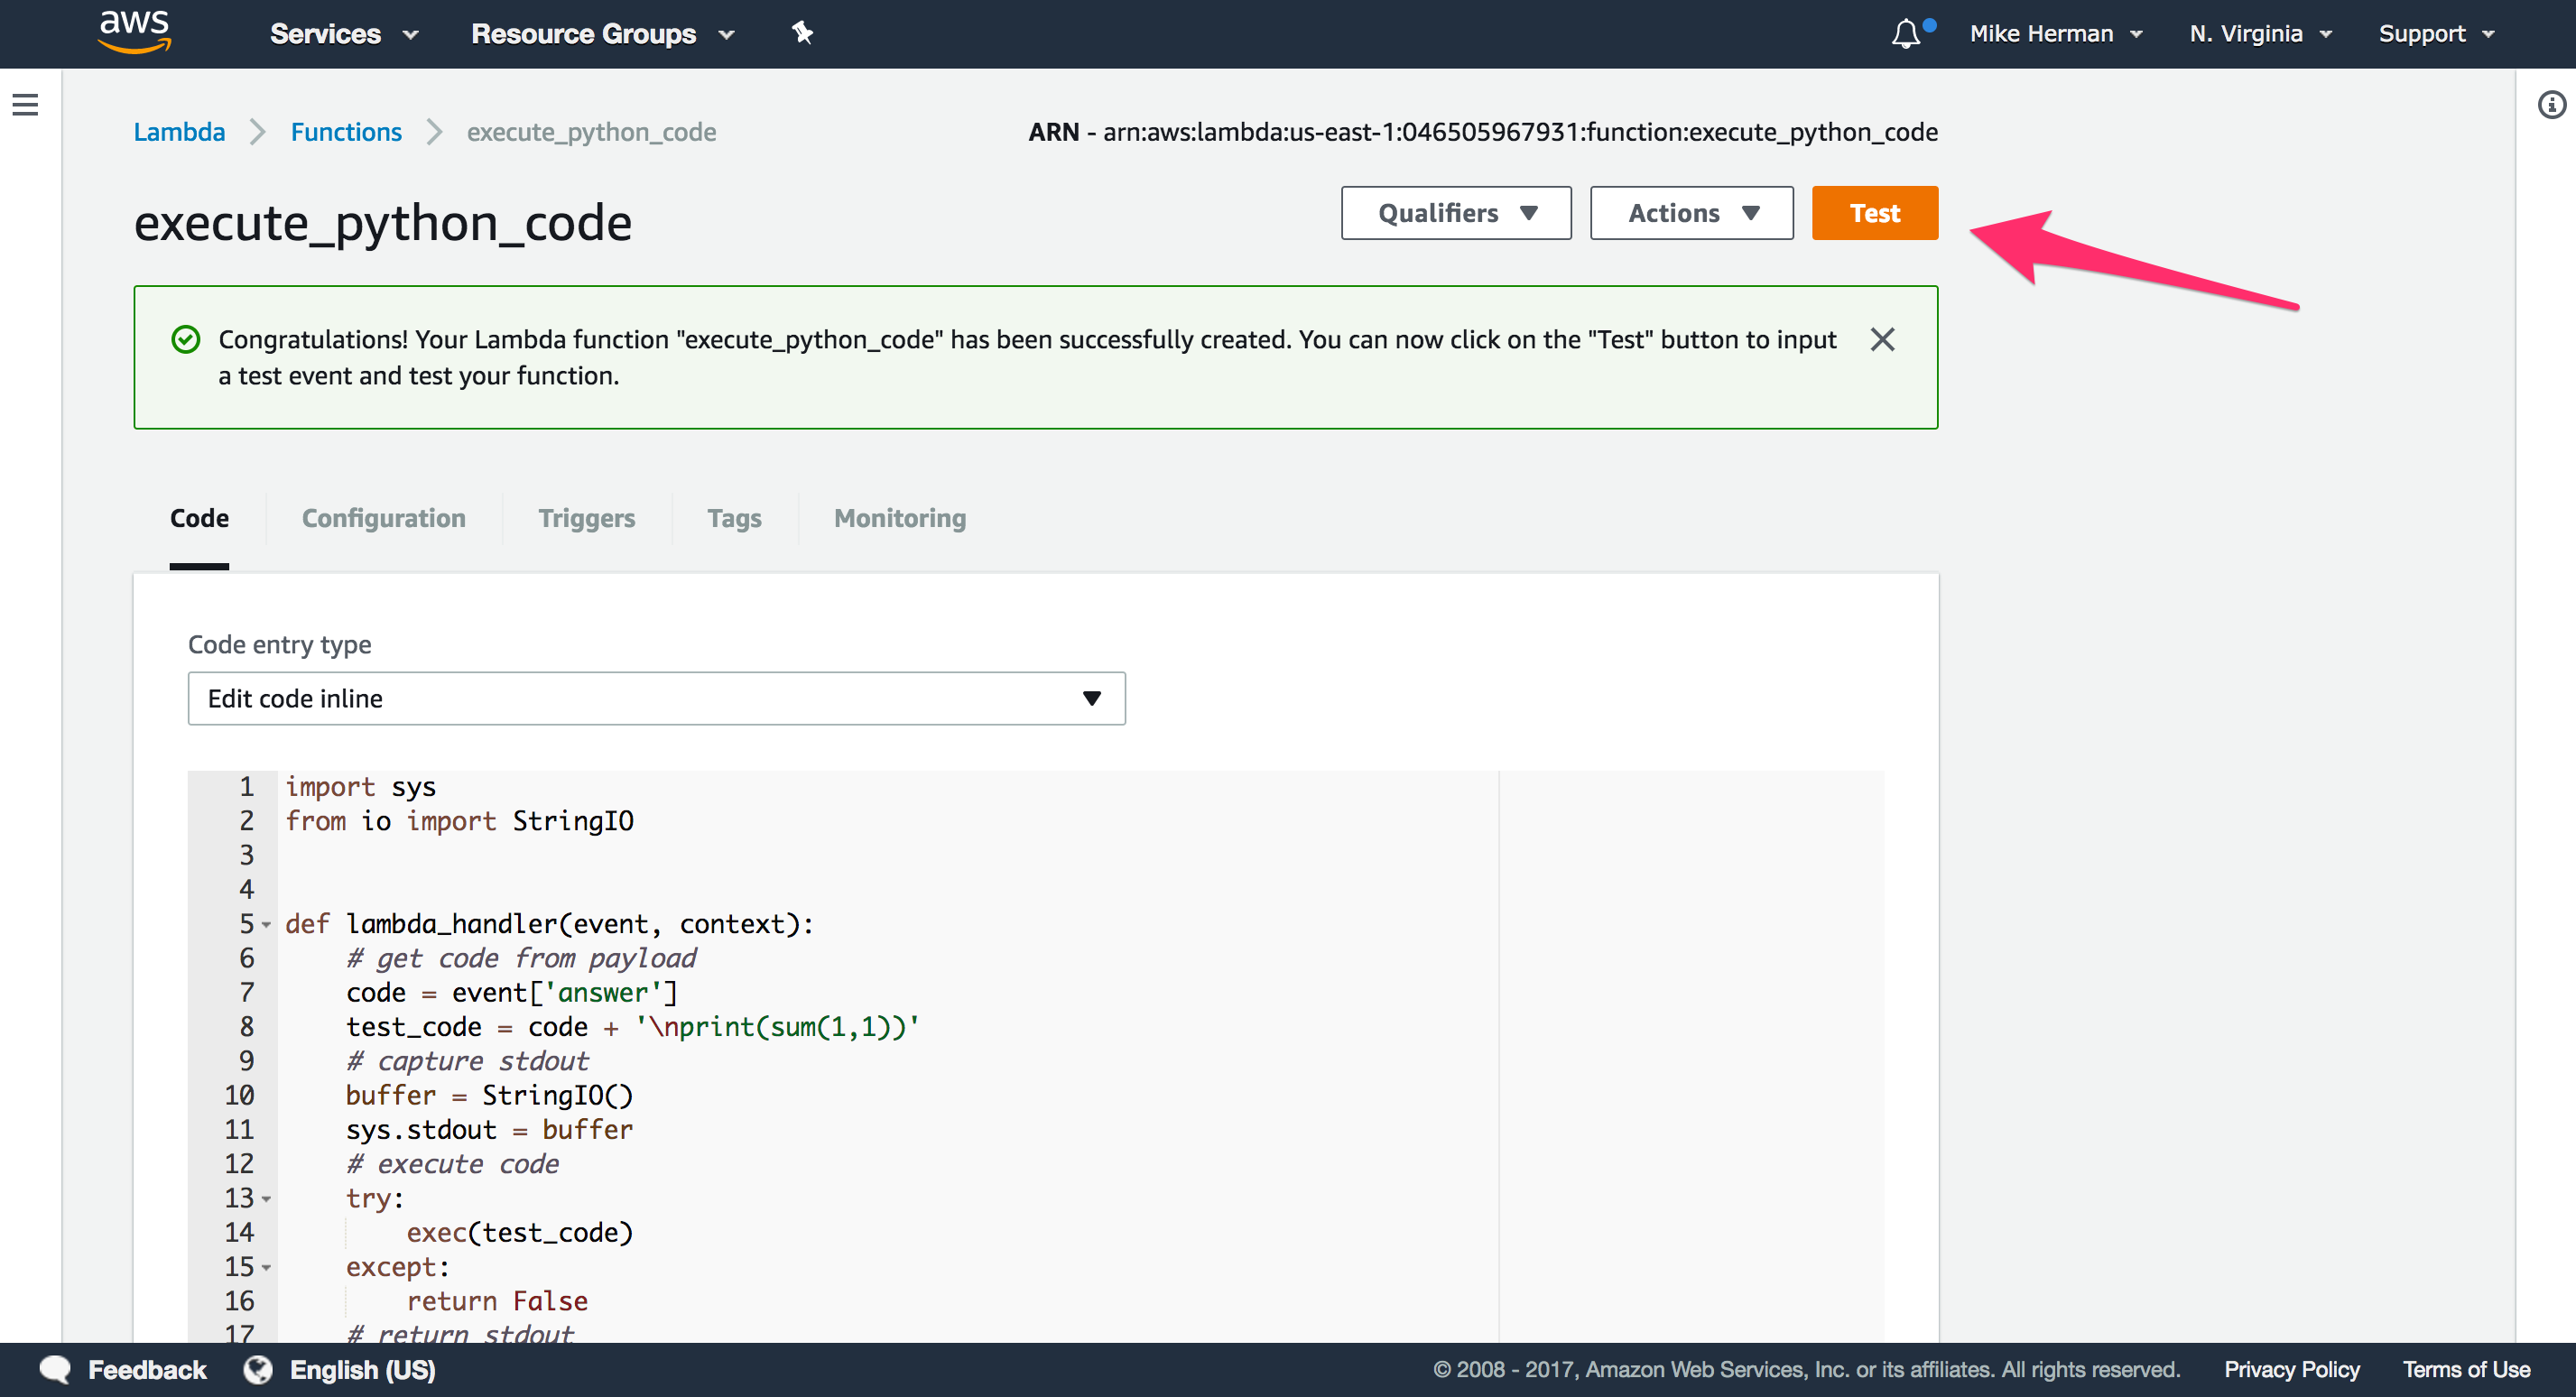 aws
Services
Resource Groups
Mike Herman
N. Virginia
Support
Lambda
Functions
execute_python_code
ARN - arn:aws:lambda:us-east-1:046505967931:function:execute_python_code
execute_python_code
Qualifiers
Actions
Test
Congratulations! Your Lambda function "execute_python_code" has been successfully created. You can now click on the "Test" button to input
a test event and test your function.
Code
Configuration
Triggers
Tags
Monitoring
Code entry type
Edit code inline
1 import sys
2 from io import StringIO
3
4
5 def lambda_handler(event, context):
6     # get code from payload
7     code = event['answer']
8     test_code = code + '\nprint(sum(1,1))'
9     # capture stdout
10     buffer = StringIO()
11     sys.stdout = buffer
12     # execute code
13     try:
14         exec(test_code)
15     except:
16         return False
17     # return stdout
Feedback
English (US)
© 2008 - 2017, Amazon Web Services, Inc. or its affiliates. All rights reserved.
Privacy Policy
Terms of Use